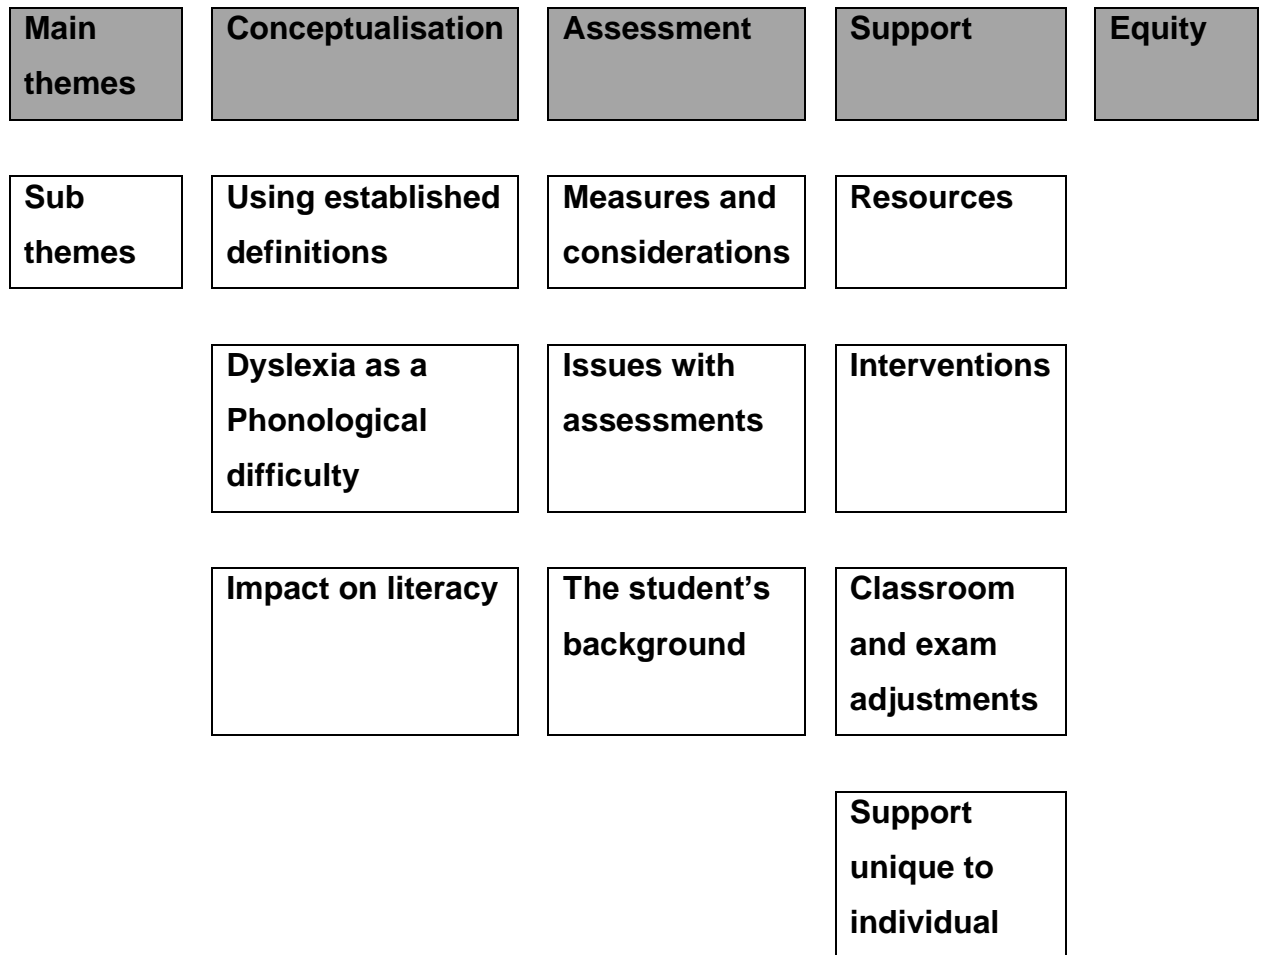 Main
themes
Conceptualisation
Assessment
Support
Equity
Sub
themes
Using established
definitions
Measures and
considerations
Resources
Dyslexia as a
Phonological
difficulty
Issues with
assessments
Interventions
Impact on literacy
The student’s
background
Classroom
and exam
adjustments
Support
unique to
individual